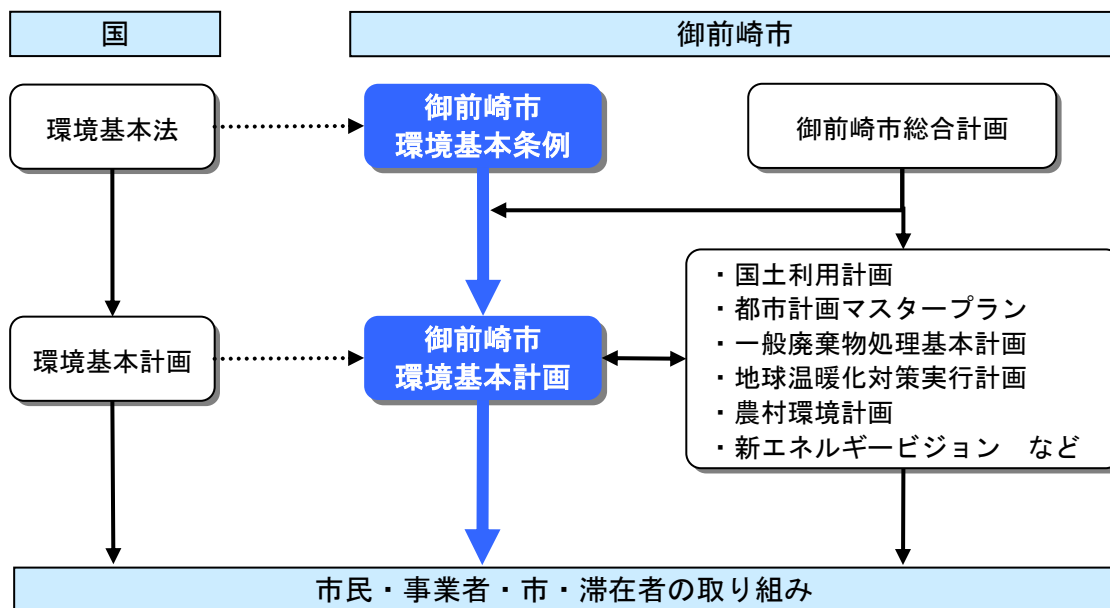 国
御前崎市
環境基本法
御前崎市
環境基本条例
御前崎市総合計画
・国土利用計画
・都市計画マスタープラン
・一般廃棄物処理基本計画
・地球温暖化対策実行計画
・農村環境計画
・新エネルギービジョン　など
環境基本計画
御前崎市
環境基本計画
市民・事業者・市・滞在者の取り組み